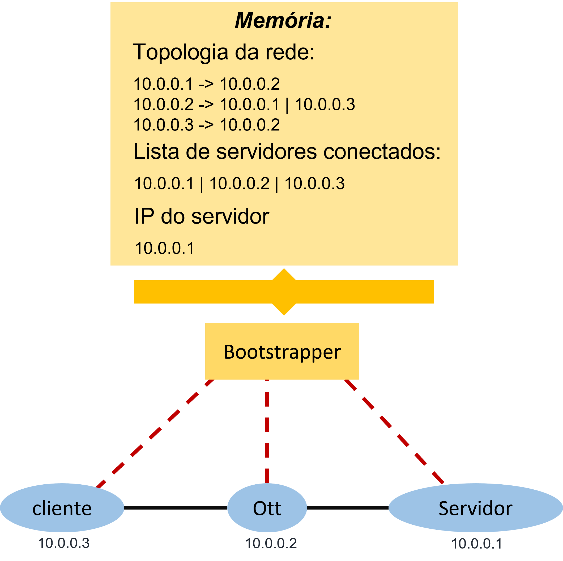 Memória:
Topologia da rede:
10.0.0.1 -> 10.0.0.2
10.0.0.2 -> 10.0.0.1 | 10.0.0.3
10.0.0.3 -> 10.0.0.2
Lista de servidores conectados:
10.0.0.1 | 10.0.0.2 | 10.0.0.3
IP do servidor
10.0.0.1
Bootstrapper
cliente
Ott
Servidor
10.0.0.3
10.0.0.2
10.0.0.1